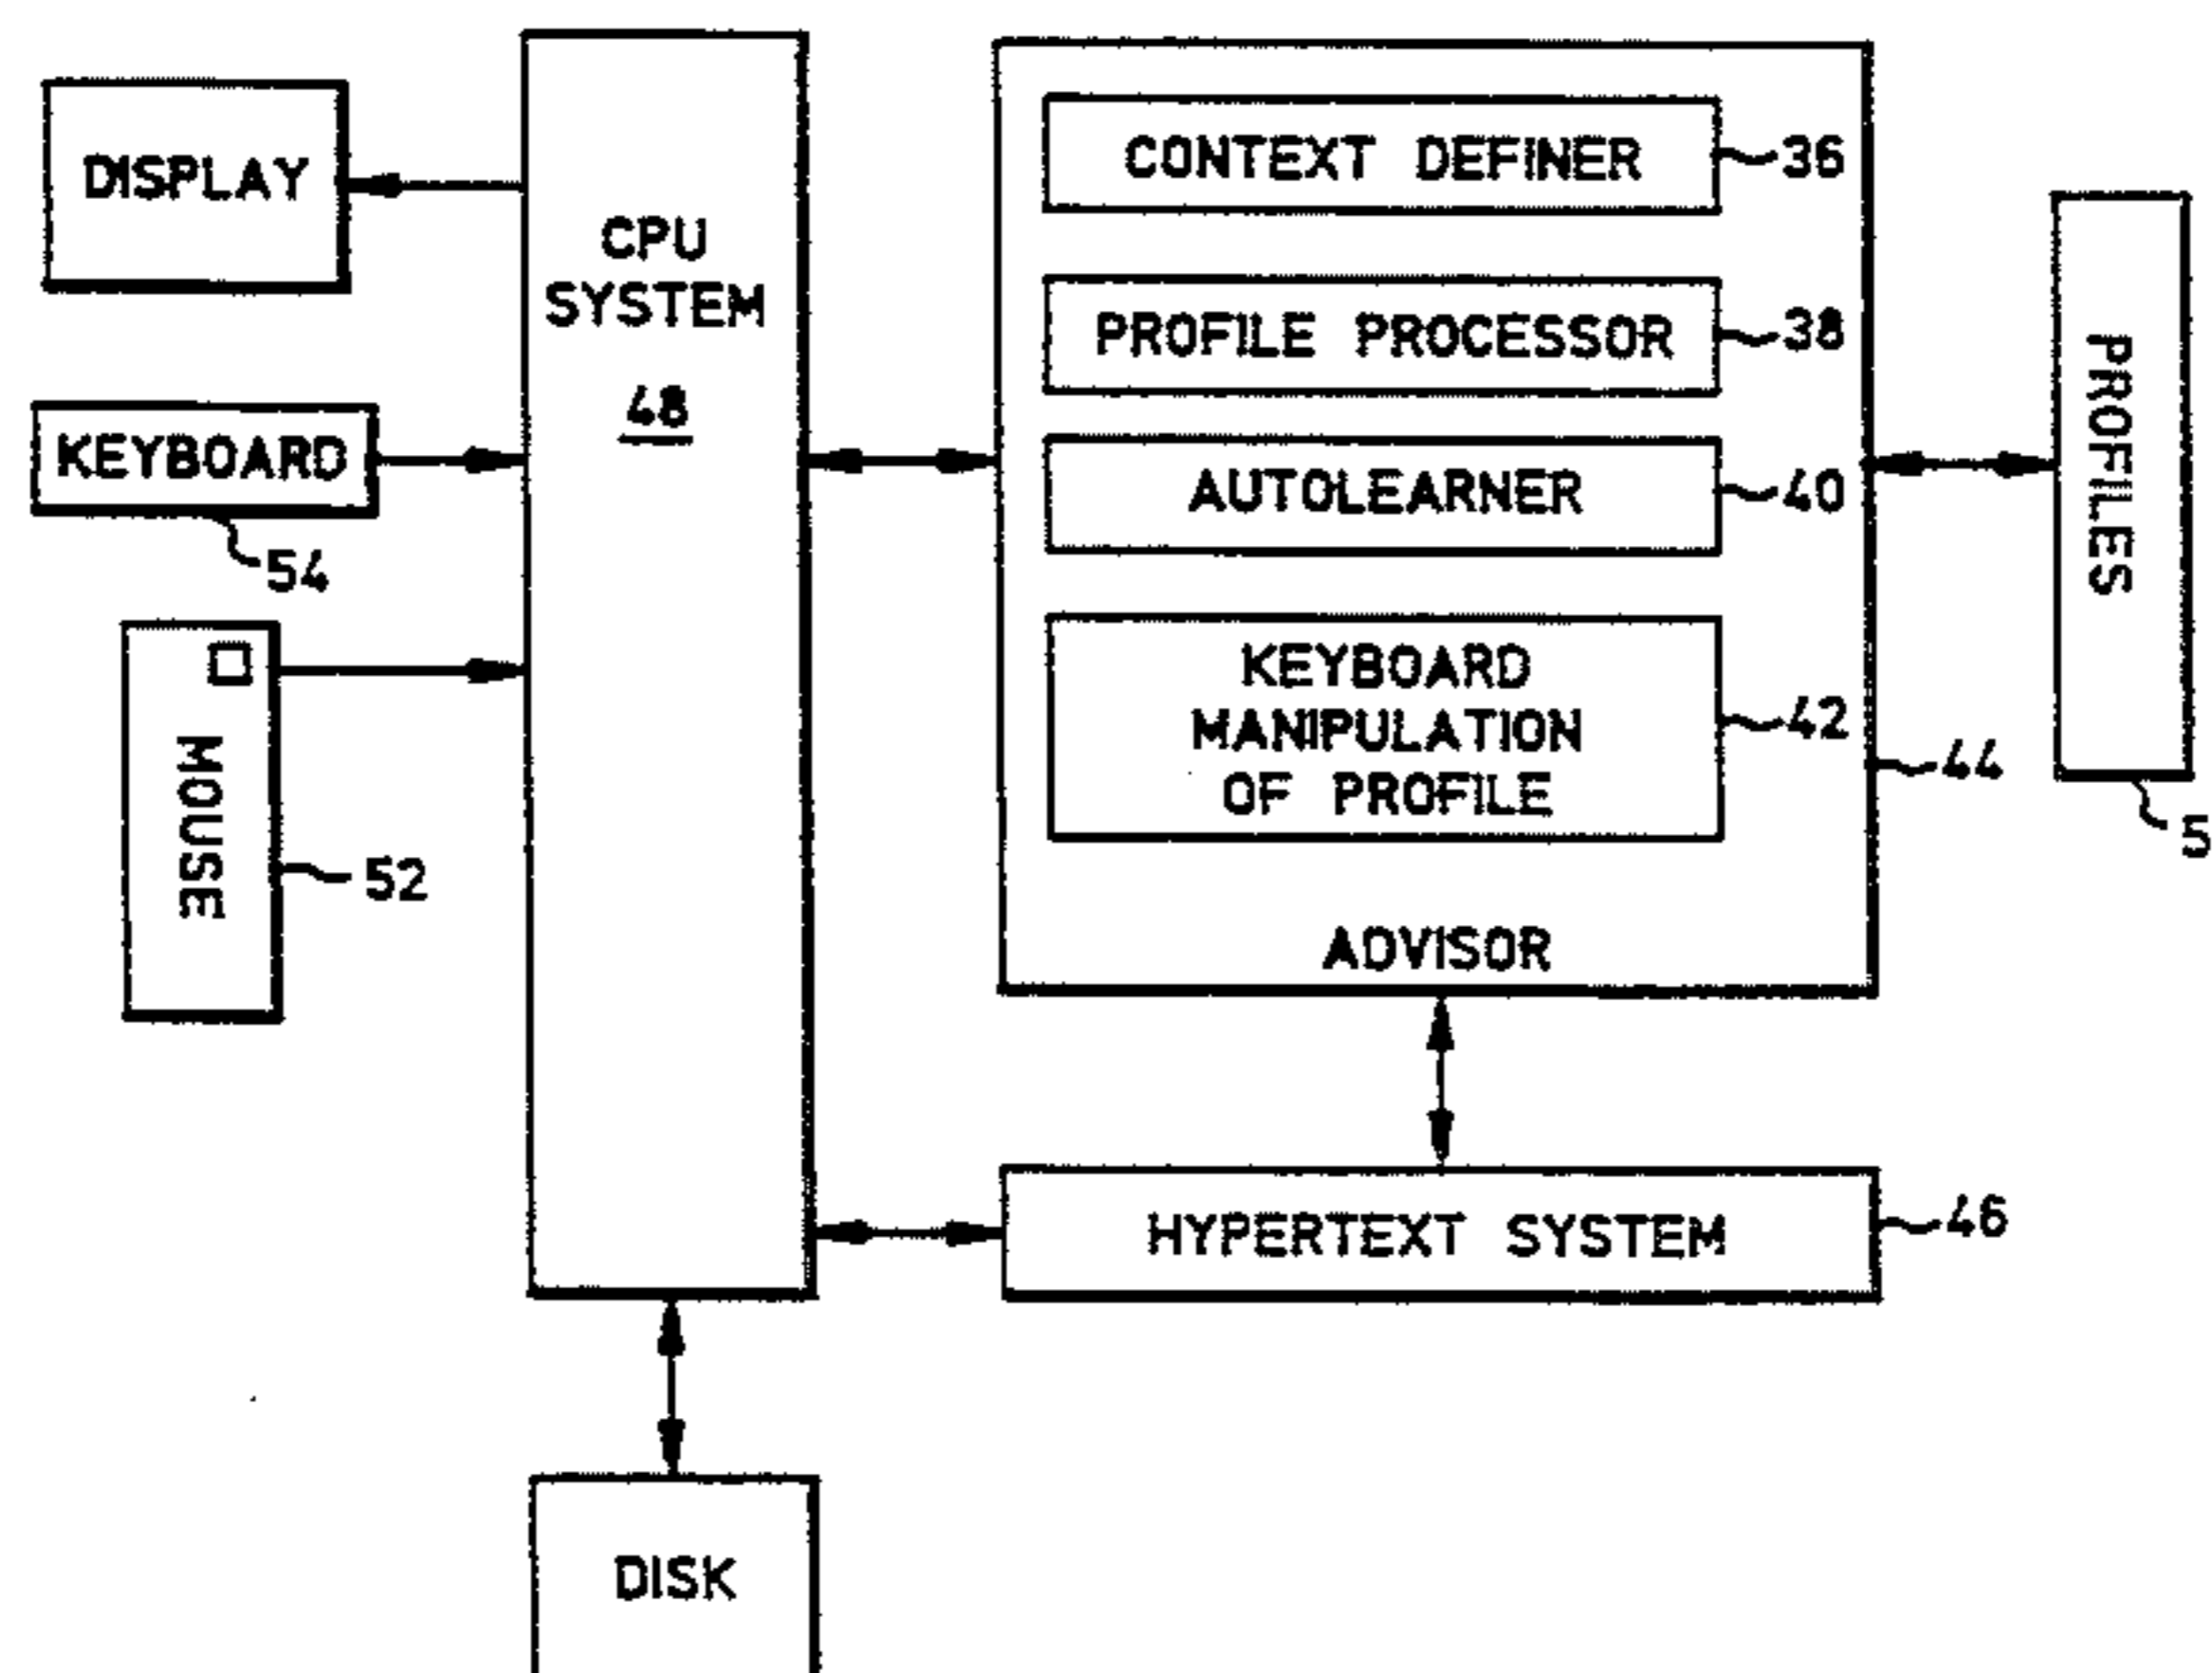 DISPLAY
CPU
SYSTEM
48
KEYBOARD
54
MOUSE
52
CONTEXT DEFINER
36
PROFILE PROCESSOR
38
AUTOLEARNER
40
KEYBOARD
MANIPULATION
OF PROFILE
42
44
ADVISOR
PROFILES
5
HYPERTEXT SYSTEM
46
DISK